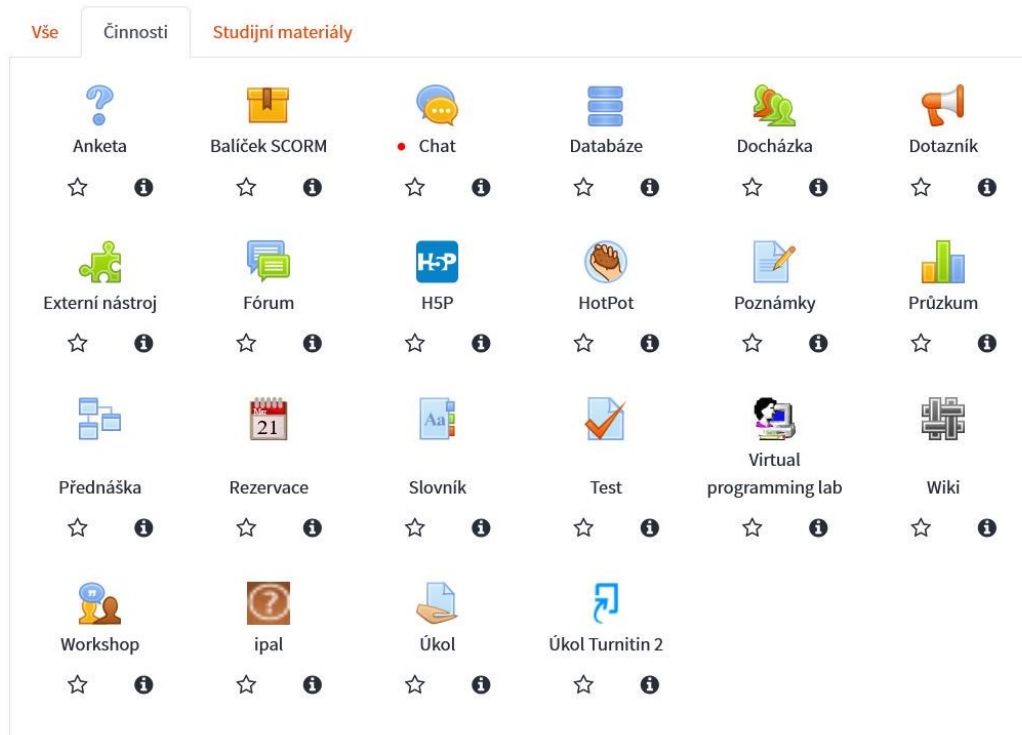 Vše Činnosti Studijní materiály
Anketa Balíček SCORM Chat Databáze Docházka Dotazník
H5P
Externí nástroj Fórum H5P HotPot Poznámky Průzkum
Mar
21 Aa
Virtual
Přednáška Rezervace Slovník Test programming lab Wiki
Workshop ipal Úkol Úkol Turnitin 2